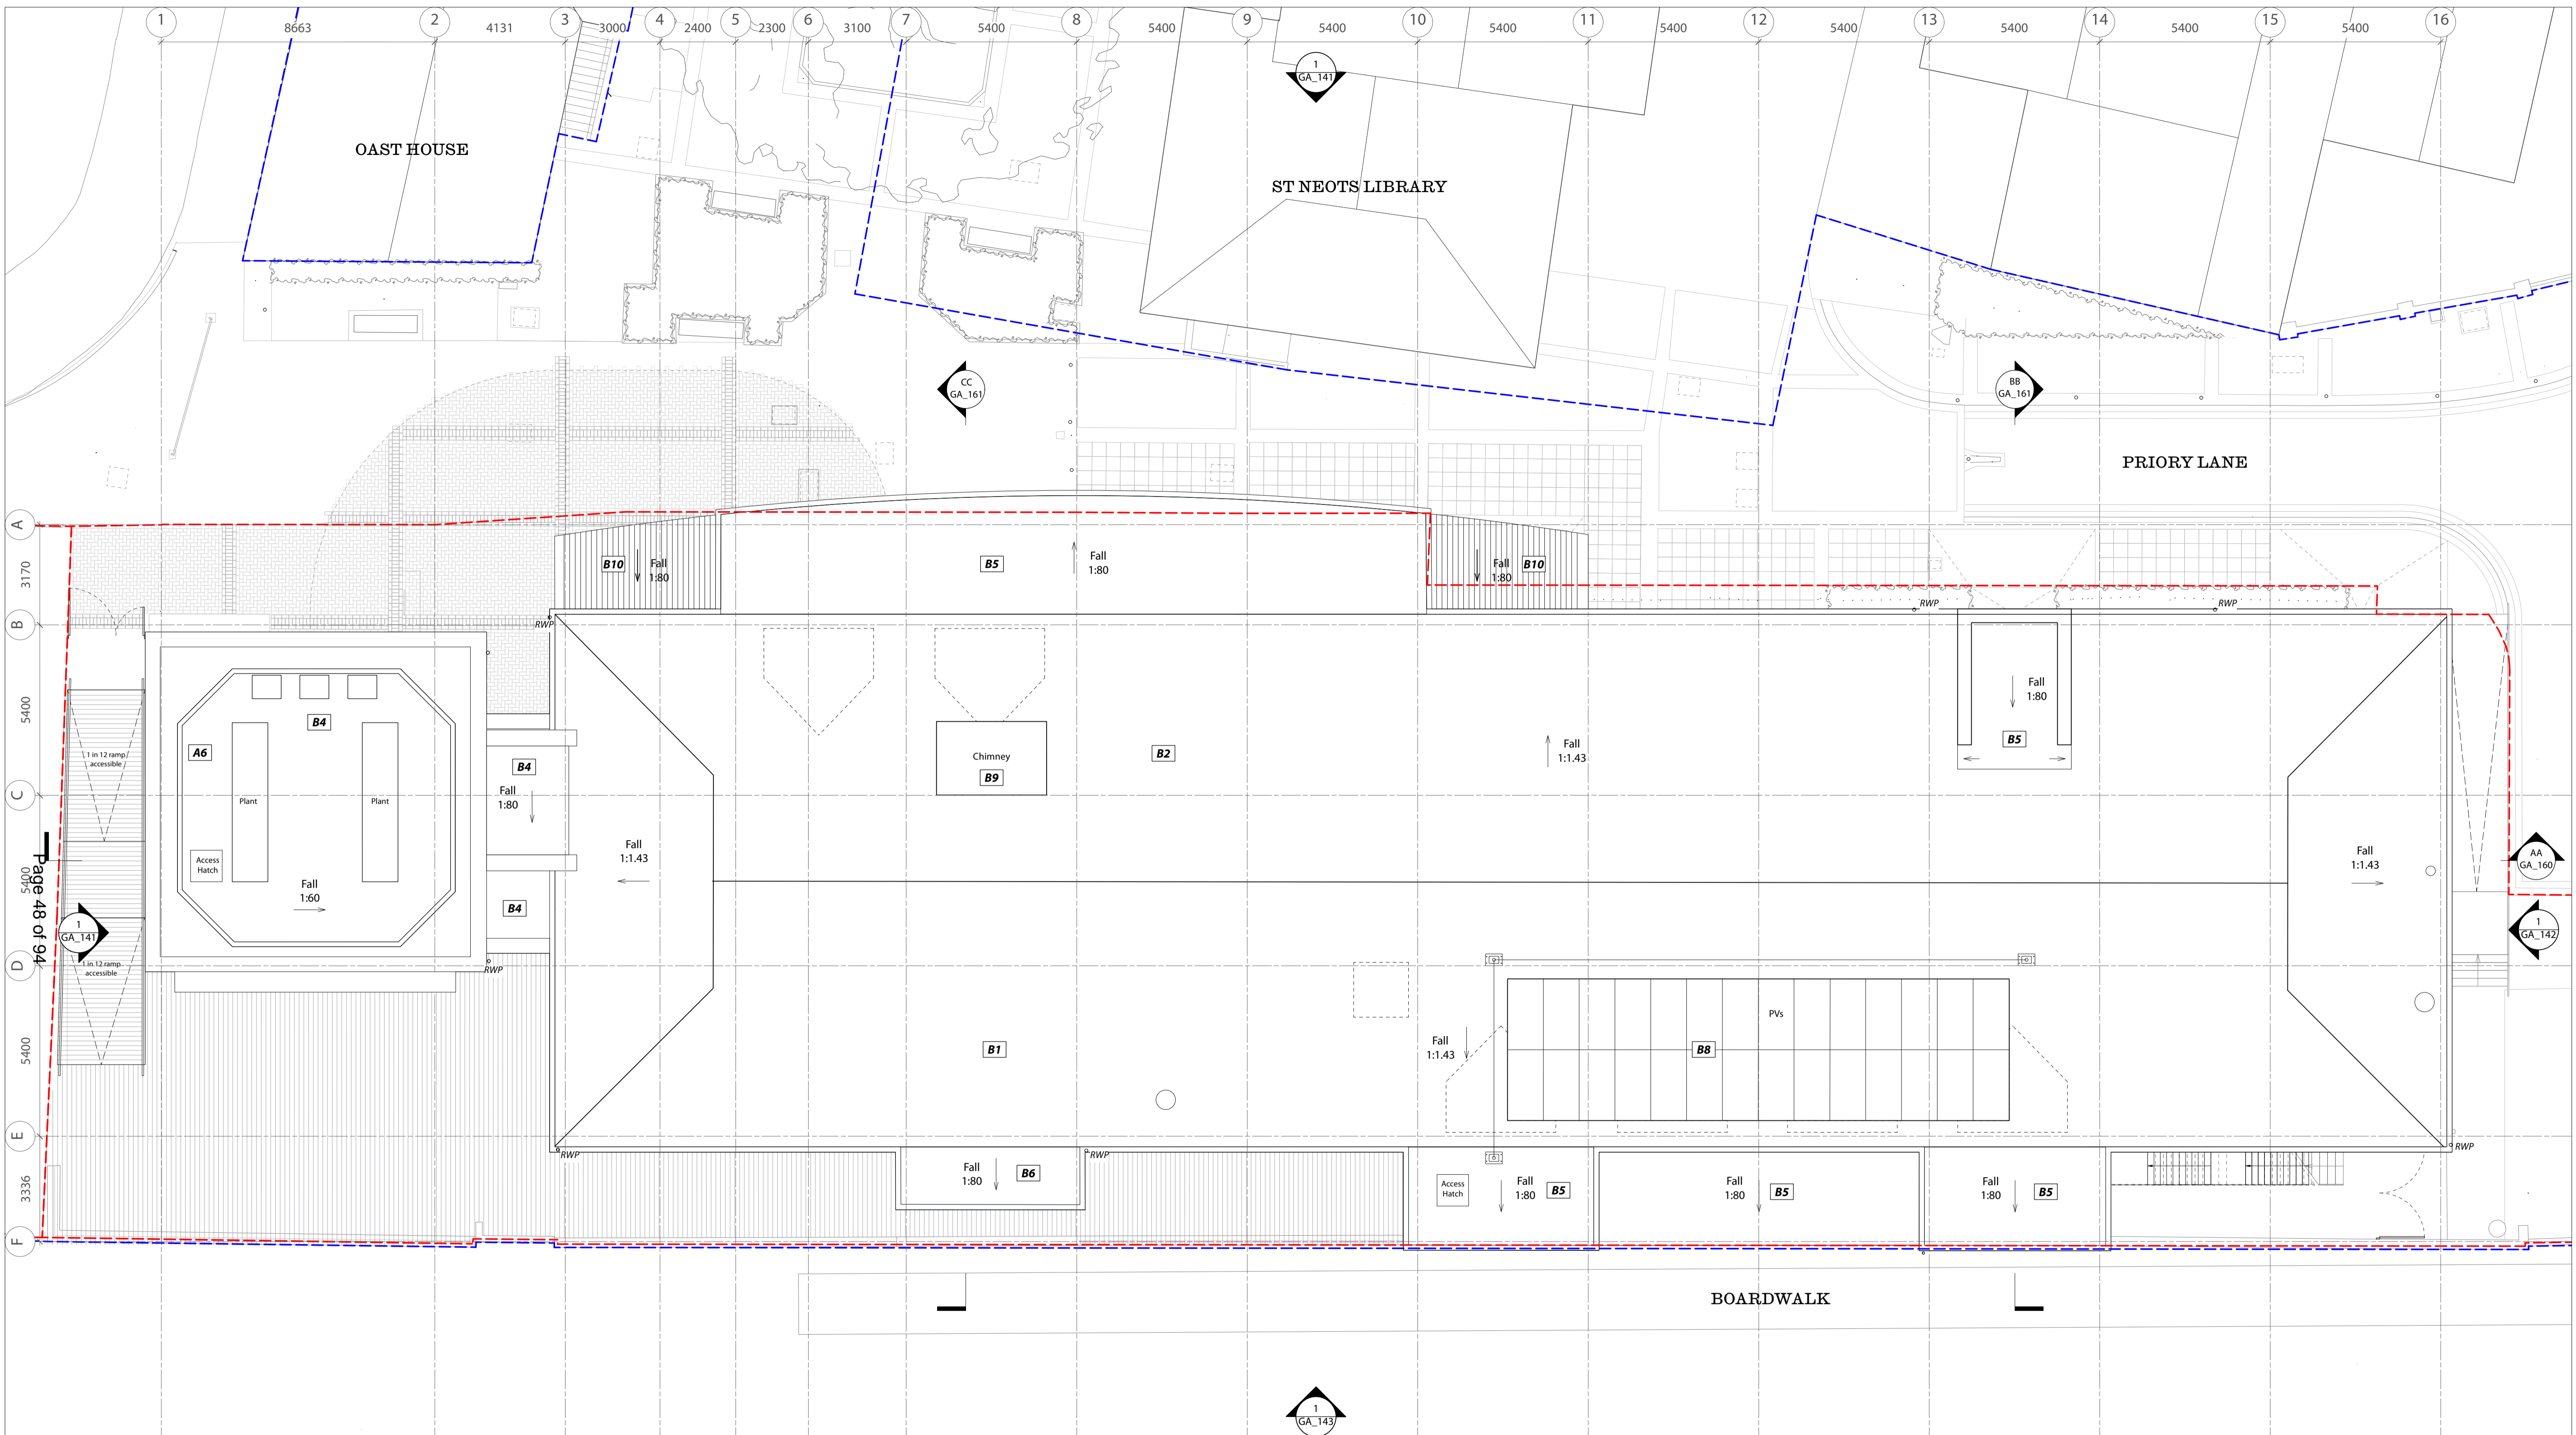 1 2 3 4 5 6 7 8 9 10 11 12 13 14 15 16
8663 4131 3000 2400 2300 3100 5400 5400 5400 5400 5400 5400 5400 5400 5400
1
GA_141
OAST HOUSE
ST NEOTS LIBRARY
CC
GA_161
BB
GA_161
PRIORY LANE
A
3170
B
5400
C
5400
D
5400
E
3336
F
B10
Fall
1:80
B5
Fall
1:80
Fall
1:80
B10
RWP
RWP
RWP
B4
A6
Plant
Plant
Access
Hatch
Fall
1:60
1 in 12 ramp
accessible
1 in 12 ramp
accessible
Page 48 of 94
1
GA_141
B4
Fall
1:80
B4
RWP
Fall
1:1.43
Chimney
B9
B2
Fall
1:1.43
Fall
1:80
B5
Fall
1:1.43
AA
GA_160
1
GA_142
B1
Fall
1:1.43
PVs
B8
RWP
Fall
1:80
B6
RWP
Access
Hatch
Fall
1:80
B5
Fall
1:80
B5
Fall
1:80
B5
RWP
BOARDWALK
1
GA_143